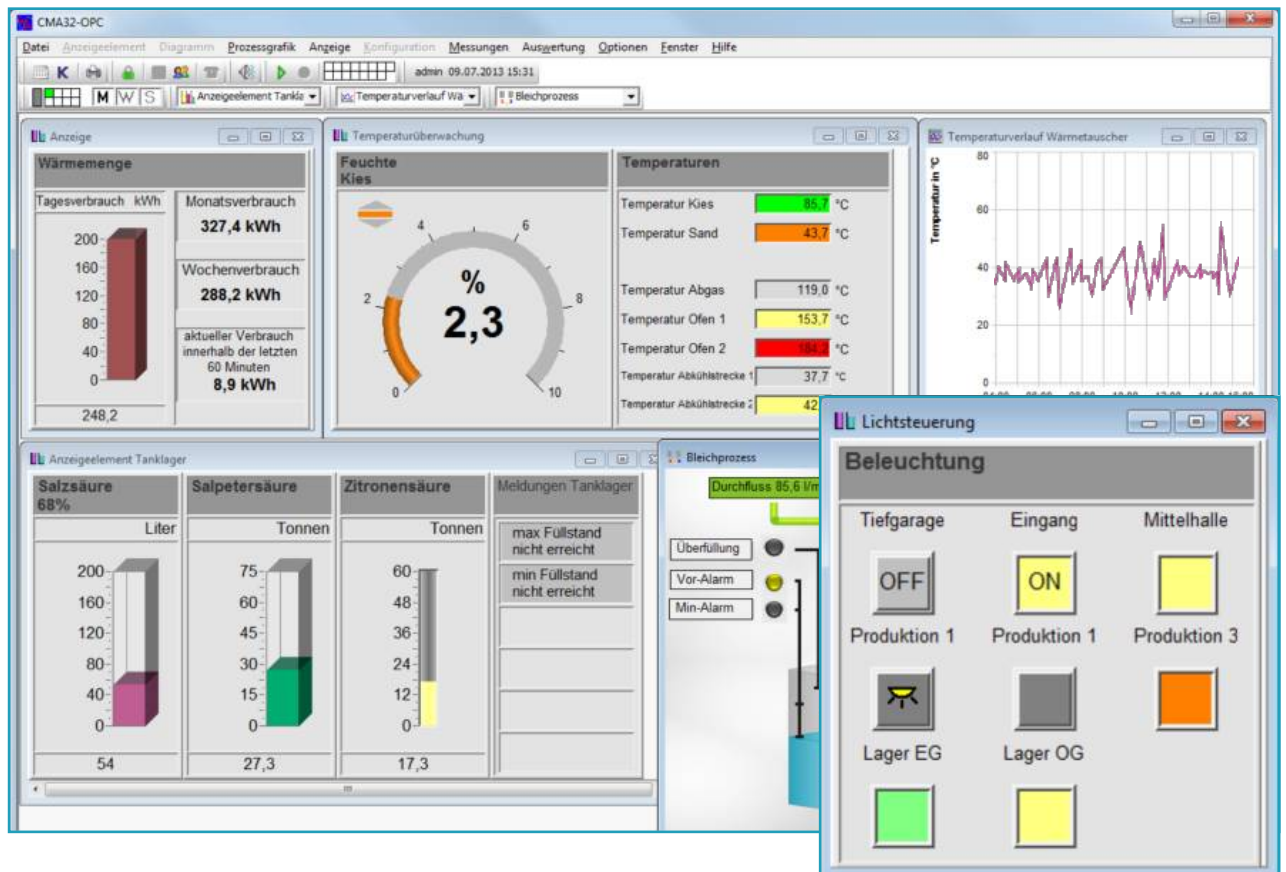 CMA32-OPC
Datei Anzeigeelement Diagramm Prozessgrafik Anzeige Konfiguration Messungen Auswertung Optionen Fenster Hilfe
K admin 09.07.2013 15:31
M W S Anzeigeelement Tankla Temperaturverlauf Wä Bleichprozess
Anzeige
Wärmemenge
Tagesverbrauch kWh
200
160
120
80
40
0
248,2
Monatsverbrauch
327,4 kWh
Wochenverbrauch
288,2 kWh
aktueller Verbrauch
innerhalb der letzten
60 Minuten
8,9 kWh
Temperaturüberwachung
Feuchte
Kies
0
2
4
6
8
10
%
2,3
Temperaturen
Temperatur Kies 85,7 °C
Temperatur Sand 43,7 °C
Temperatur Abgas 119,0 °C
Temperatur Ofen 1 153,7 °C
Temperatur Ofen 2 184,2 °C
Temperatur Abkühlstrecke 1 37,7 °C
Temperatur Abkühlstrecke 2 42,
Temperaturverlauf Wärmetauscher
Temperatur in °C
80
60
40
20
0
Anzeigeelement Tanklager
Salzsäure
68%
Liter
200
160
120
80
40
0
54
Salpetersäure
Tonnen
75
60
45
30
15
0
27,3
Zitronensäure
Tonnen
60
48
36
24
12
0
17,3
Meldungen Tanklager
max Füllstand
nicht erreicht
min Füllstand
nicht erreicht
Bleichprozess
Durchfluss 85,6 l/m
Überfüllung
Vor-Alarm
Min-Alarm
Lichtsteuerung
Beleuchtung
Tiefgarage Eingang Mittelhalle
OFF ON
Produktion 1 Produktion 1 Produktion 3
Lager EG Lager OG